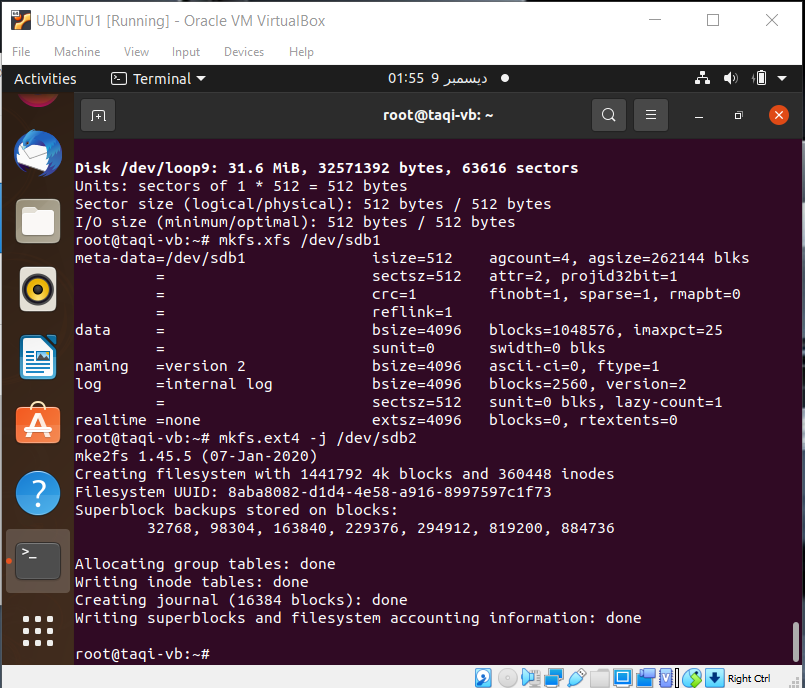 UBUNTU1 [Running] - Oracle VM VirtualBox
File Machine View Input Devices Help
Activities Terminal 01:55 9 ديسمبر
root@taqi-vb: ~
Disk /dev/loop9: 31.6 MiB, 32571392 bytes, 63616 sectors
Units: sectors of 1 * 512 = 512 bytes
Sector size (logical/physical): 512 bytes / 512 bytes
I/O size (minimum/optimal): 512 bytes / 512 bytes
root@taqi-vb:~# mkfs.xfs /dev/sdb1
meta-data=/dev/sdb1 isize=512 agcount=4, agsize=262144 blks
= sectsz=512 attr=2, projid32bit=1
= crc=1 finobt=1, sparse=1, rmapbt=0
= reflink=1
data = bsize=4096 blocks=1048576, imaxpct=25
= sunit=0 swidth=0 blks
naming =version 2 bsize=4096 ascii-ci=0, ftype=1
log =internal log bsize=4096 blocks=2560, version=2
= sectsz=512 sunit=0 blks, lazy-count=1
realtime =none extsz=4096 blocks=0, rtextents=0
root@taqi-vb:~# mkfs.ext4 -j /dev/sdb2
mke2fs 1.45.5 (07-Jan-2020)
Creating filesystem with 1441792 4k blocks and 360448 inodes
Filesystem UUID: 8aba8082-d1d4-4e58-a916-8997597c1f73
Superblock backups stored on blocks:
32768, 98304, 163840, 229376, 294912, 819200, 884736
Allocating group tables: done
Writing inode tables: done
Creating journal (16384 blocks): done
Writing superblocks and filesystem accounting information: done
root@taqi-vb:~#
Right Ctrl